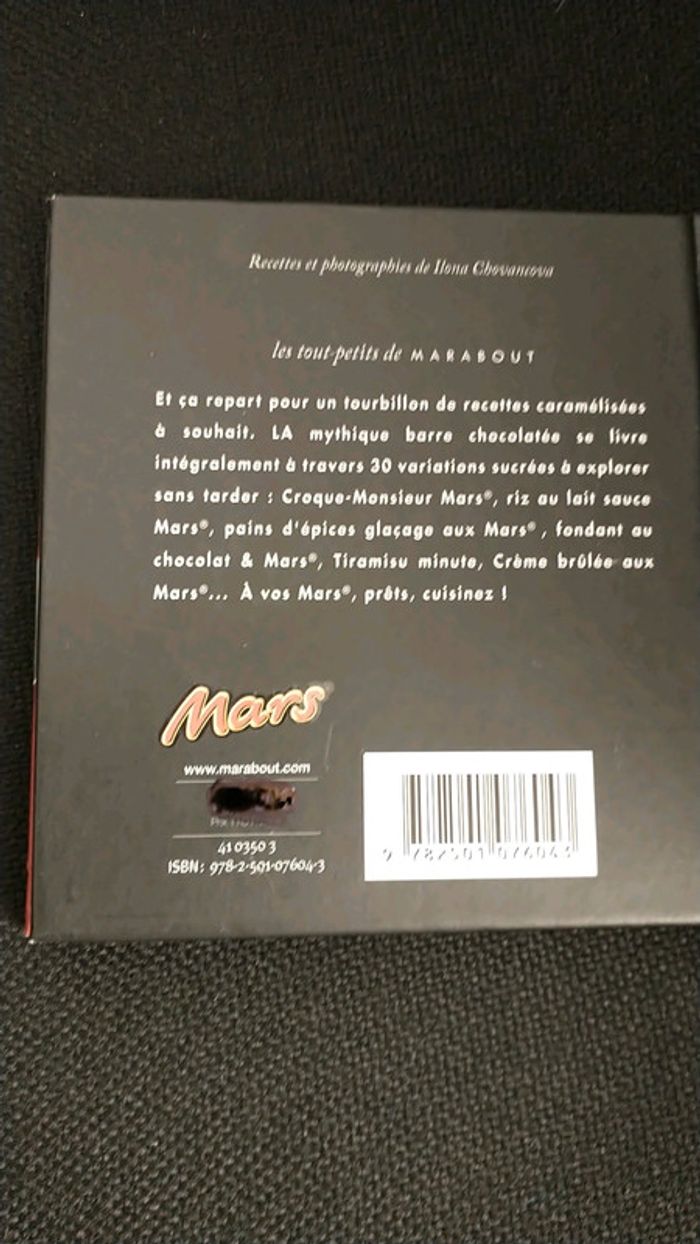 Recettes et photographies de Ilona Chovancova
les tout-petits de MARABOUT
Et ça repart pour un tourbillon de recettes caramélisées
à souhait. LA mythique barre chocolatée se livre
intégralement à travers 30 variations sucrées à explorer
sans tarder : Croque-Monsieur Mars®, riz au lait sauce
Mars®, pains d'épices glaçage aux Mars® , fondant au
chocolat & Mars®, Tiramisu minute, Crème brûlée aux
Mars®... À vos Mars®, prêts, cuisinez !
Mars®
www.marabout.com
41 0350 3
ISBN : 978-2-501-07604-3
9 782501 076043